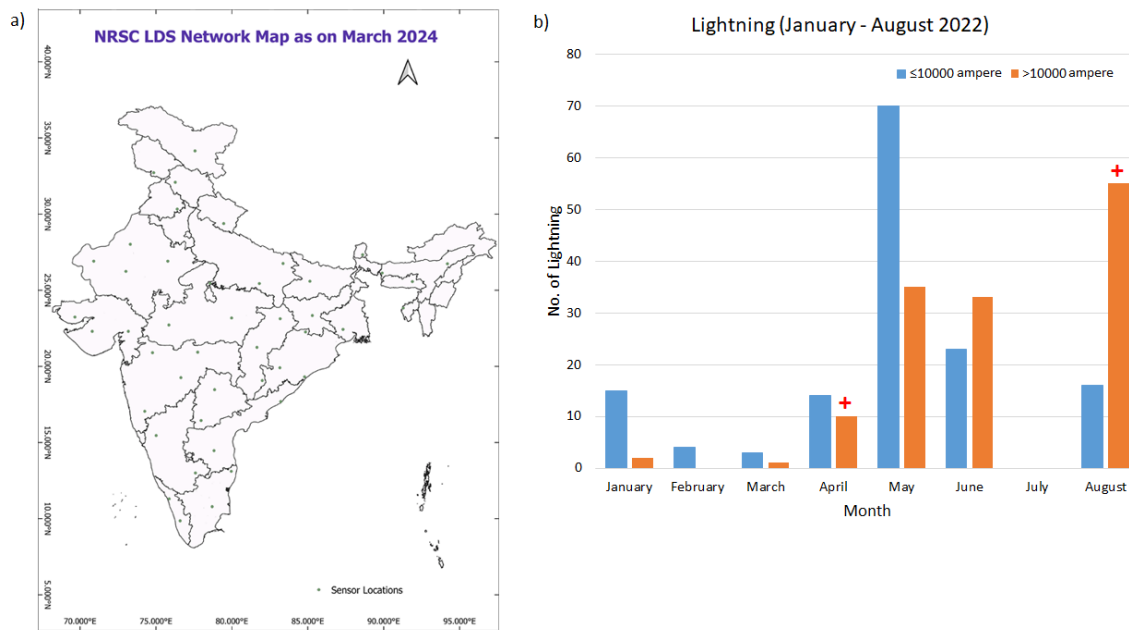 a)
NRSC LDS Network Map as on March 2024
40.000°N
35.000°N
30.000°N
25.000°N
20.000°N
15.000°N
10.000°N
5.000°N
Sensor Locations
70.000°E 75.000°E 80.000°E 85.000°E 90.000°E 95.000°E
b)
Lightning (January - August 2022)
≤10000 ampere >10000 ampere
No. of Lightning
80
70
60
50
40
30
20
10
0
+
+
January February March April May June July August
Month